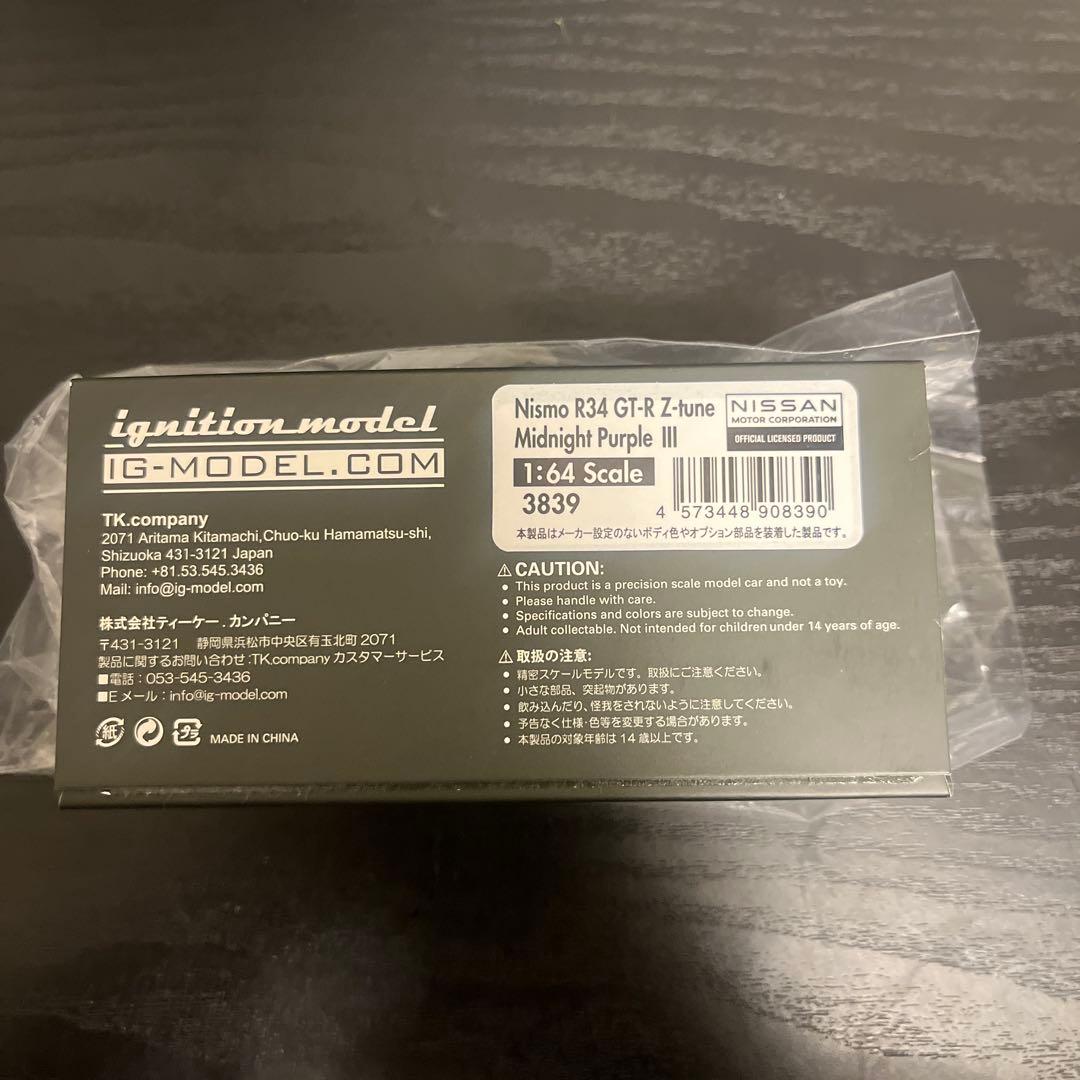 ignition model
IG-MODEL.COM
TK.company
2071 Aritama Kitamachi,Chuo-ku Hamamatsu-shi,
Shizuoka 431-3121 Japan
Phone: +81.53.545.3436
Mail: info@ig-model.com
株式会社ティーケー．カンパニー
〒431-3121 静岡県浜松市中央区有玉北町2071
製品に関するお問い合わせ:TK.company カスタマーサービス
■電話：053-545-3436
■Eメール：info@ig-model.com
紙
プラ
MADE IN CHINA
Nismo R34 GT-R Z-tune
Midnight Purple III
1:64 Scale
3839
NISSAN
MOTOR CORPORATION
OFFICIAL LICENSED PRODUCT
4 573448 908390
本製品はメーカー設定のないボディ色やオプション部品を装着した製品です。
⚠ CAUTION:
• This product is a precision scale model car and not a toy.
• Please handle with care.
• Specifications and colors are subject to change.
• Adult collectable. Not intended for children under 14 years of age.
⚠ 取扱の注意:
• 精密スケールモデルです。取扱にご注意ください。
• 小さな部品、突起物があります。
• 飲み込んだり、怪我をされないように注意してください。
• 予告なく仕様・色等を変更する場合があります。
• 本製品の対象年齢は14歳以上です。